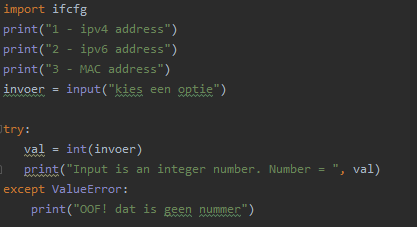 import ifcfg
print("1 - ipv4 address")
print("2 - ipv6 address")
print("3 - MAC address")
invoer = input("kies een optie")
try:
val = int(invoer)
print("Input is an integer number. Number = ", val)
except ValueError:
print("OOF! dat is geen nummer")